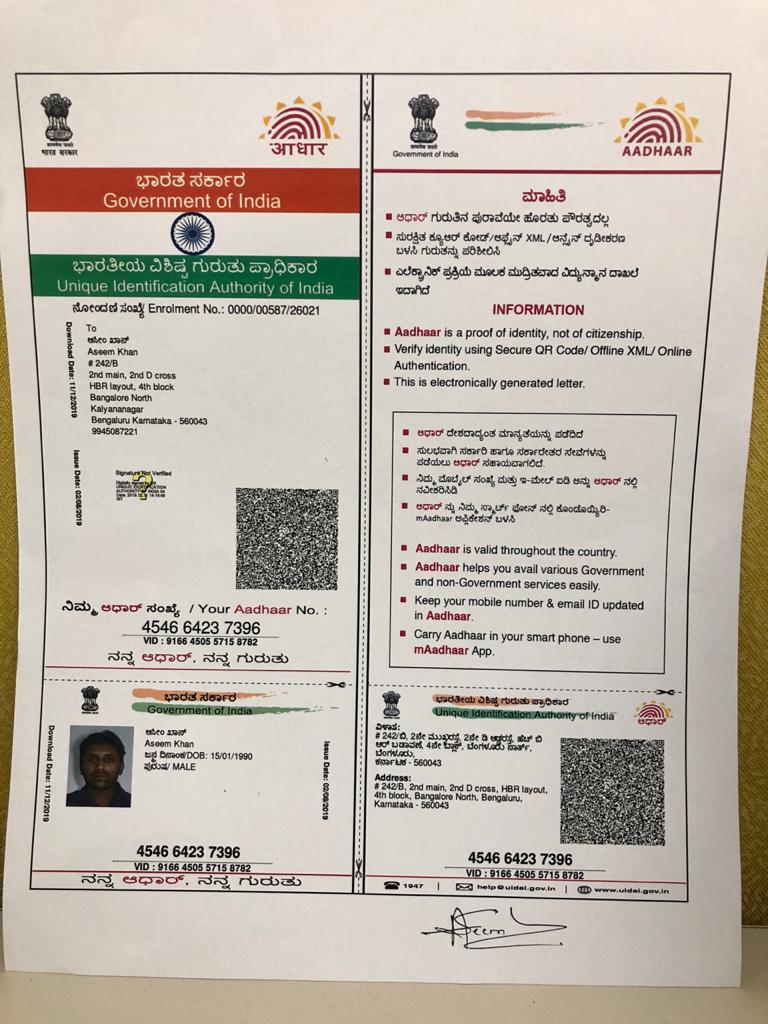 सत्यमेव जयते
भारत सरकार
आधार
ಭಾರತ ಸರ್ಕಾರ
Government of India
ಭಾರತೀಯ ವಿಶಿಷ್ಟ ಗುರುತು ಪ್ರಾಧಿಕಾರ
Unique Identification Authority of India
ನೋಂದಣಿ ಸಂಖ್ಯೆ/ Enrolment No.: 0000/00587/26021
Download Date: 11/12/2019
To
ಆಸೀಂ ಖಾನ್
Aseem Khan
# 242/B
2nd main, 2nd D cross
HBR layout, 4th block
Bangalore North
Kalyananagar
Bengaluru Karnataka - 560043
9945087221
Issue Date: 02/08/2019
Signature Not Verified
ನಿಮ್ಮ ಆಧಾರ್ ಸಂಖ್ಯೆ / Your Aadhaar No. :
4546 6423 7396
VID : 9166 4505 5715 8782
ನನ್ನ ಆಧಾರ್, ನನ್ನ ಗುರುತು
Government of India
AADHAAR
ಮಾಹಿತಿ
ಆಧಾರ್ ಗುರುತಿನ ಪುರಾವೆಯೇ ಹೊರತು ಪೌರತ್ವದಲ್ಲ
ಸುರಕ್ಷಿತ ಕ್ಯೂಆರ್ ಕೋಡ್/ಆಫ್ಲೈನ್ XML /ಆನ್ಲೈನ್ ದೃಢೀಕರಣ
ಬಳಸಿ ಗುರುತನ್ನು ಪರಿಶೀಲಿಸಿ
ಎಲೆಕ್ಟ್ರಾನಿಕ್ ಪ್ರಕ್ರಿಯೆ ಮೂಲಕ ಮುದ್ರಿತವಾದ ವಿದ್ಯುನ್ಮಾನ ದಾಖಲೆ
ಇದಾಗಿದೆ
INFORMATION
Aadhaar is a proof of identity, not of citizenship.
Verify identity using Secure QR Code/ Offline XML/ Online
Authentication.
This is electronically generated letter.
ಆಧಾರ್ ದೇಶದಾದ್ಯಂತ ಮಾನ್ಯತೆಯನ್ನು ಪಡೆದಿದೆ
ಸುಲಭವಾಗಿ ಸರ್ಕಾರಿ ಹಾಗೂ ಸರ್ಕಾರೇತರ ಸೇವೆಗಳನ್ನು
ಪಡೆಯಲು ಆಧಾರ್ ಸಹಾಯವಾಗಲಿದೆ.
ನಿಮ್ಮ ಮೊಬೈಲ್ ಸಂಖ್ಯೆ ಮತ್ತು ಇ-ಮೇಲ್ ಐಡಿ ಅನ್ನು ಆಧಾರ್ ನಲ್ಲಿ
ನವೀಕರಿಸಿಡಿ
ಆಧಾರ್ ನ್ನು ನಿಮ್ಮ ಸ್ಮಾರ್ಟ್ ಫೋನ್ ನಲ್ಲಿ ಕೊಂಡೊಯ್ಯಿರಿ-
mAadhaar ಅಪ್ಲಿಕೇಶನ್ ಬಳಸಿ
Aadhaar is valid throughout the country.
Aadhaar helps you avail various Government
and non-Government services easily.
Keep your mobile number & email ID updated
in Aadhaar.
Carry Aadhaar in your smart phone – use
mAadhaar App.
ಭಾರತ ಸರ್ಕಾರ
Government of India
Download Date: 11/12/2019
ಆಸೀಂ ಖಾನ್
Aseem Khan
ಜನ್ಮ ದಿನಾಂಕ/DOB: 15/01/1990
ಪುರುಷ/ MALE
Issue Date: 02/08/2019
4546 6423 7396
VID : 9166 4505 5715 8782
ನನ್ನ ಆಧಾರ್, ನನ್ನ ಗುರುತು
ಭಾರತೀಯ ವಿಶಿಷ್ಟ ಗುರುತು ಪ್ರಾಧಿಕಾರ
Unique Identification Authority of India
ಆಧಾರ್
ವಿಳಾಸ:
# 242/ಬಿ, 2ನೇ ಮುಖ್ಯರಸ್ತೆ, 2ನೇ ಡಿ ಅಡ್ಡರಸ್ತೆ, ಹೆಚ್ ಬಿ
ಆರ್ ಬಡಾವಣೆ, 4ನೇ ಬ್ಲಾಕ್, ಬೆಂಗಳೂರು ನಾರ್ತ್,
ಬೆಂಗಳೂರು,
ಕರ್ನಾಟಕ - 560043
Address:
# 242/B, 2nd main, 2nd D cross, HBR layout,
4th block, Bangalore North, Bengaluru,
Karnataka - 560043
4546 6423 7396
VID : 9166 4505 5715 8782
1947 | help@uidai.gov.in | www.uidai.gov.in
Aseem